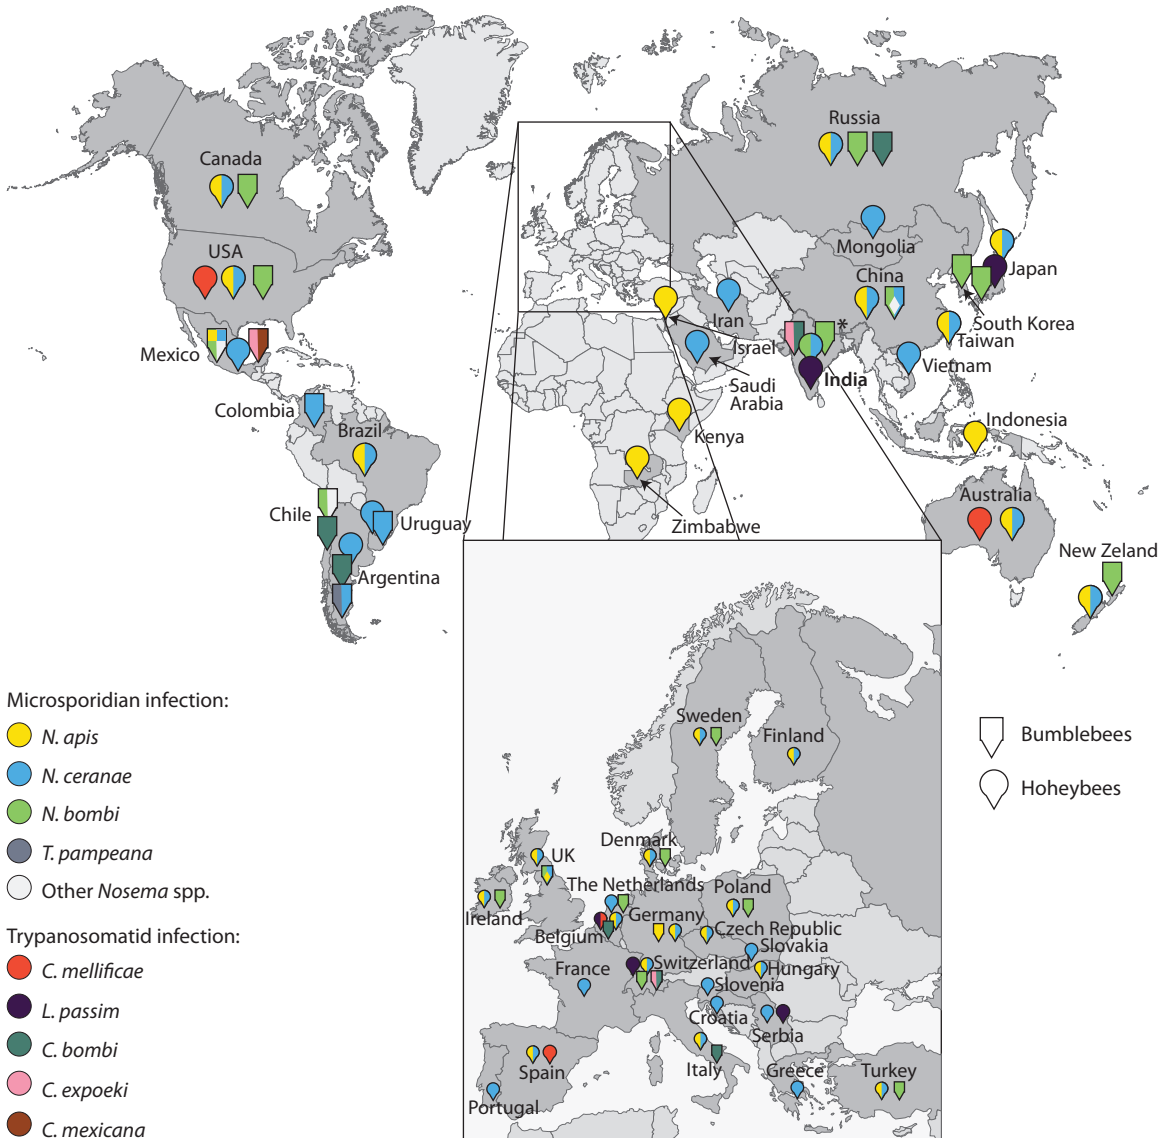 Russia
Canada
USA
Mongolia
China
Japan
Iran
South Korea
Taiwan
Mexico
Israel
*
India
Vietnam
Saudi
Arabia
Colombia
Brazil
Kenya
Indonesia
Australia
Chile
Uruguay
Zimbabwe
New Zeland
Argentina
Microsporidian infection:
N. apis
N. ceranae
N. bombi
T. pampeana
Other Nosema spp.
Trypanosomatid infection:
C. mellificae
L. passim
C. bombi
C. expoeki
C. mexicana
Sweden
Finland
Denmark
UK
The Netherlands
Poland
Ireland
Germany
Belgium
Czech Republic
Slovakia
France
Switzerland
Hungary
Slovenia
Croatia
Serbia
Spain
Italy
Greece
Turkey
Portugal
Bumblebees
Hoheybees